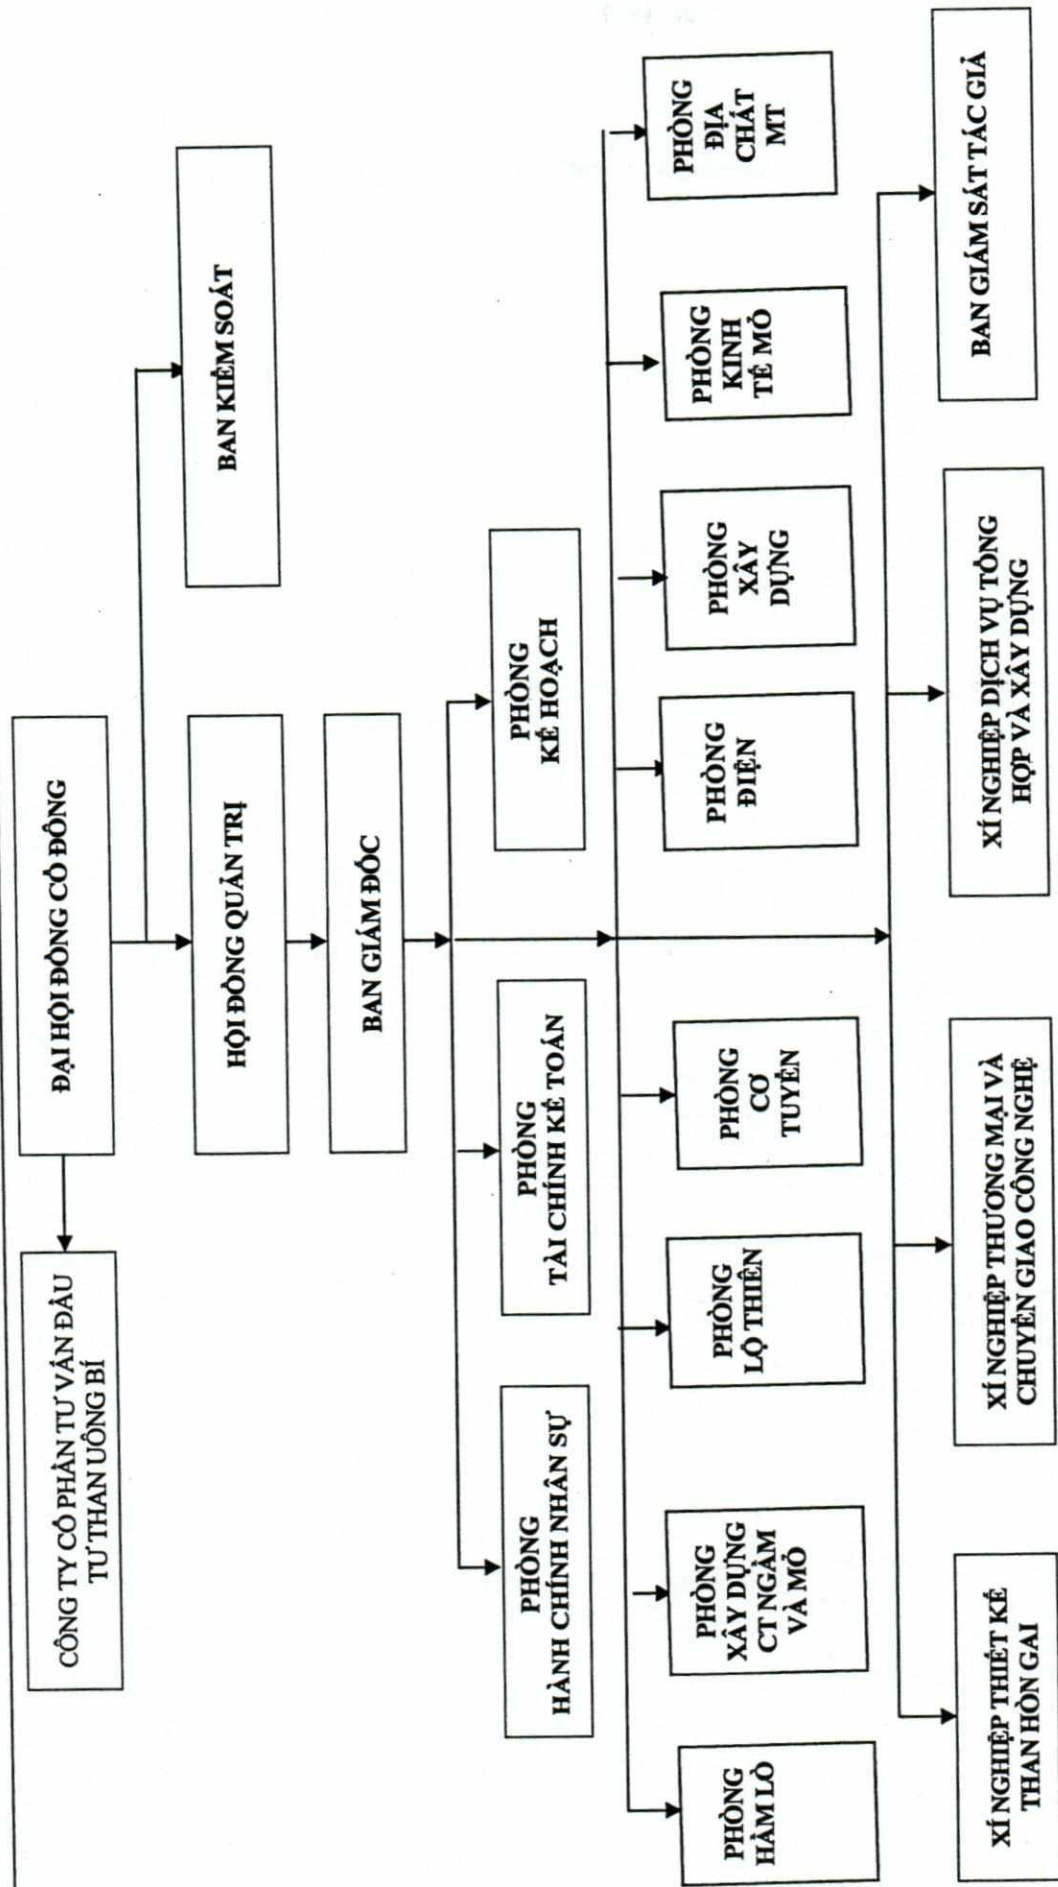 ĐẠI HỘI ĐỒNG CỔ ĐÔNG
CÔNG TY CỔ PHẦN TƯ VẤN ĐẦU
TƯ THAN UÔNG BÍ
BAN KIỂM SOÁT
HỘI ĐỒNG QUẢN TRỊ
BAN GIÁM ĐỐC
PHÒNG
HÀNH CHÍNH NHÂN SỰ
PHÒNG
TÀI CHÍNH KẾ TOÁN
PHÒNG
KẾ HOẠCH
PHÒNG
HẦM LÒ
PHÒNG
XÂY DỰNG
CT NGẦM
VÀ MỎ
PHÒNG
LỘ THIÊN
PHÒNG
CƠ
TUYỂN
PHÒNG
ĐIỆN
PHÒNG
XÂY
DỰNG
PHÒNG
KINH
TẾ MỎ
PHÒNG
ĐỊA
CHẤT
MT
XÍ NGHIỆP THIẾT KẾ
THAN HÒN GAI
XÍ NGHIỆP THƯƠNG MẠI VÀ
CHUYỂN GIAO CÔNG NGHỆ
XÍ NGHIỆP DỊCH VỤ TỔNG
HỢP VÀ XÂY DỰNG
BAN GIÁM SÁT TÁC GIẢ